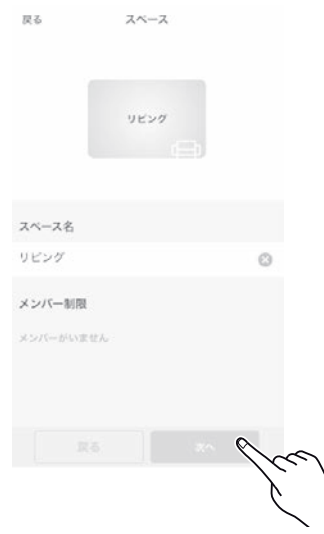 戻る スペース
リビング
スペース名
リビング
メンバー制限
メンバーがいません
戻る 次へ